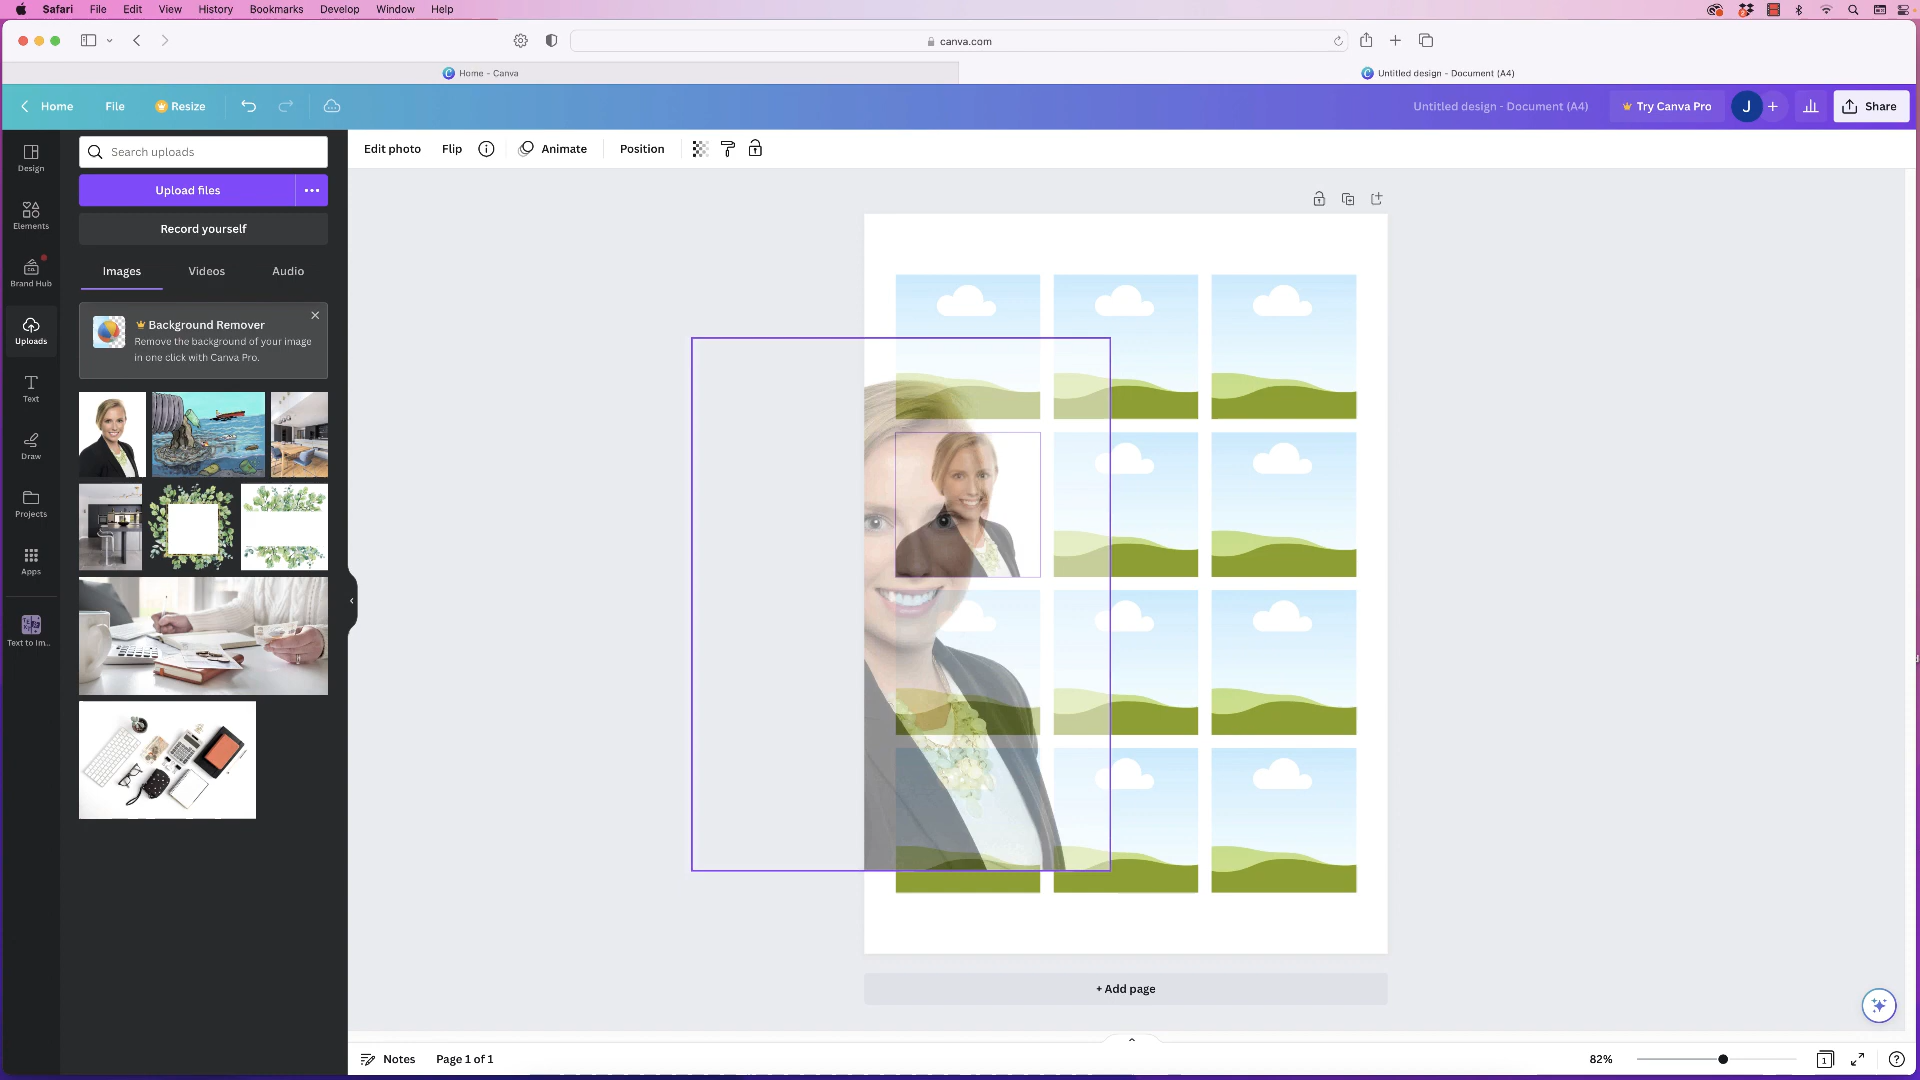 Safari File Edit View History Bookmarks Develop Window Help
canva.com
Home - Canva
Untitled design - Document (A4)
Home File Resize
Untitled design - Document (A4) Try Canva Pro J + Share
Search uploads
Edit photo Flip Animate Position
Design
Upload files
Elements
Record yourself
Brand Hub
Images Videos Audio
Uploads
Background Remover
Remove the background of your image
in one click with Canva Pro.
Text
Draw
Projects
Apps
Text to Im...
+ Add page
Notes Page 1 of 1
82% 1